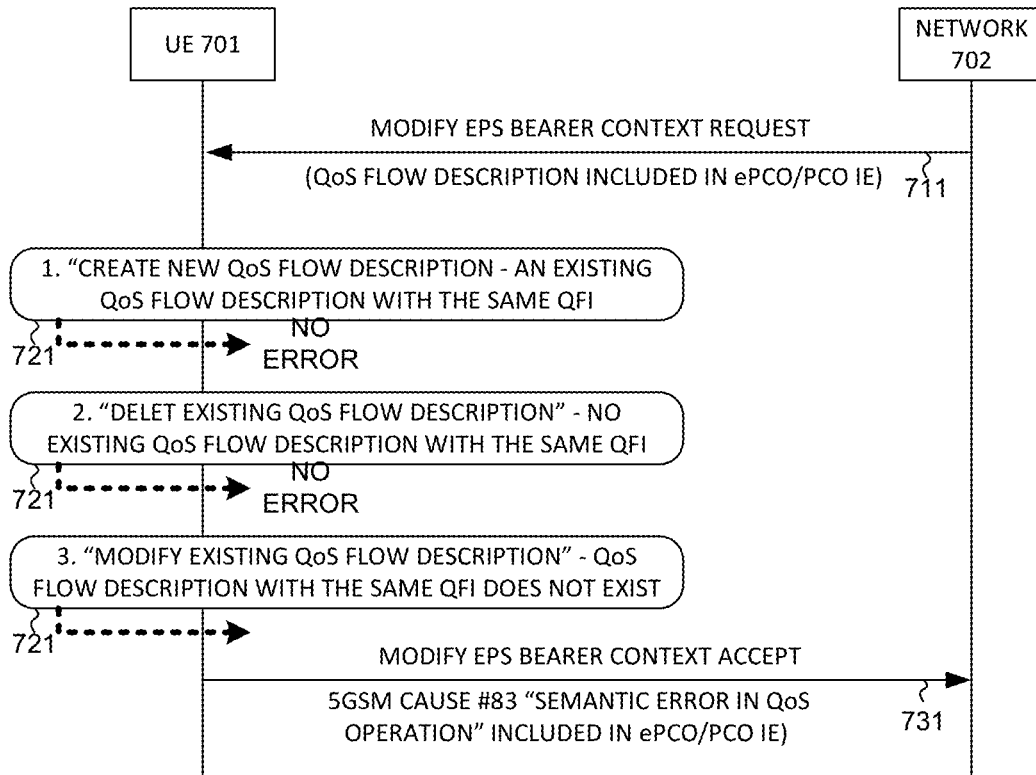 UE 701
NETWORK
702
MODIFY EPS BEARER CONTEXT REQUEST
(QoS FLOW DESCRIPTION INCLUDED IN ePCO/PCO IE)
711
1. “CREATE NEW QoS FLOW DESCRIPTION - AN EXISTING
QoS FLOW DESCRIPTION WITH THE SAME QFI
721
NO
ERROR
2. “DELET EXISTING QoS FLOW DESCRIPTION” - NO
EXISTING QoS FLOW DESCRIPTION WITH THE SAME QFI
721
NO
ERROR
3. “MODIFY EXISTING QoS FLOW DESCRIPTION” - QoS
FLOW DESCRIPTION WITH THE SAME QFI DOES NOT EXIST
721
MODIFY EPS BEARER CONTEXT ACCEPT
5GSM CAUSE #83 “SEMANTIC ERROR IN QoS
OPERATION” INCLUDED IN ePCO/PCO IE)
731